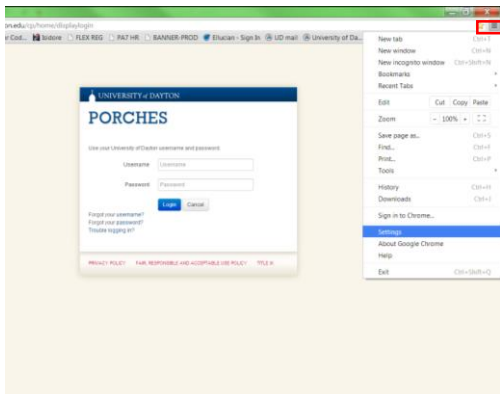 on.edu/cp/home/displaylogin
Isidore FLEX REG PAT HR BANNER-PROD Ellucian - Sign In UD mail University of Da...
New tab Ctrl+T
New window Ctrl+N
New incognito window Ctrl+Shift+N
Bookmarks
Recent Tabs
Edit Cut Copy Paste
Zoom - 100% +
Save page as... Ctrl+S
Find... Ctrl+F
Print... Ctrl+P
Tools
History Ctrl+H
Downloads Ctrl+J
Sign in to Chrome...
Settings
About Google Chrome
Help
Exit Ctrl+Shift+Q
UNIVERSITY of DAYTON
PORCHES
Use your University of Dayton username and password.
Username Username
Password Password
Login Cancel
Forgot your username?
Forgot your password?
Trouble logging in?
PRIVACY POLICY FAIR, RESPONSIBLE AND ACCEPTABLE USE POLICY TITLE IX